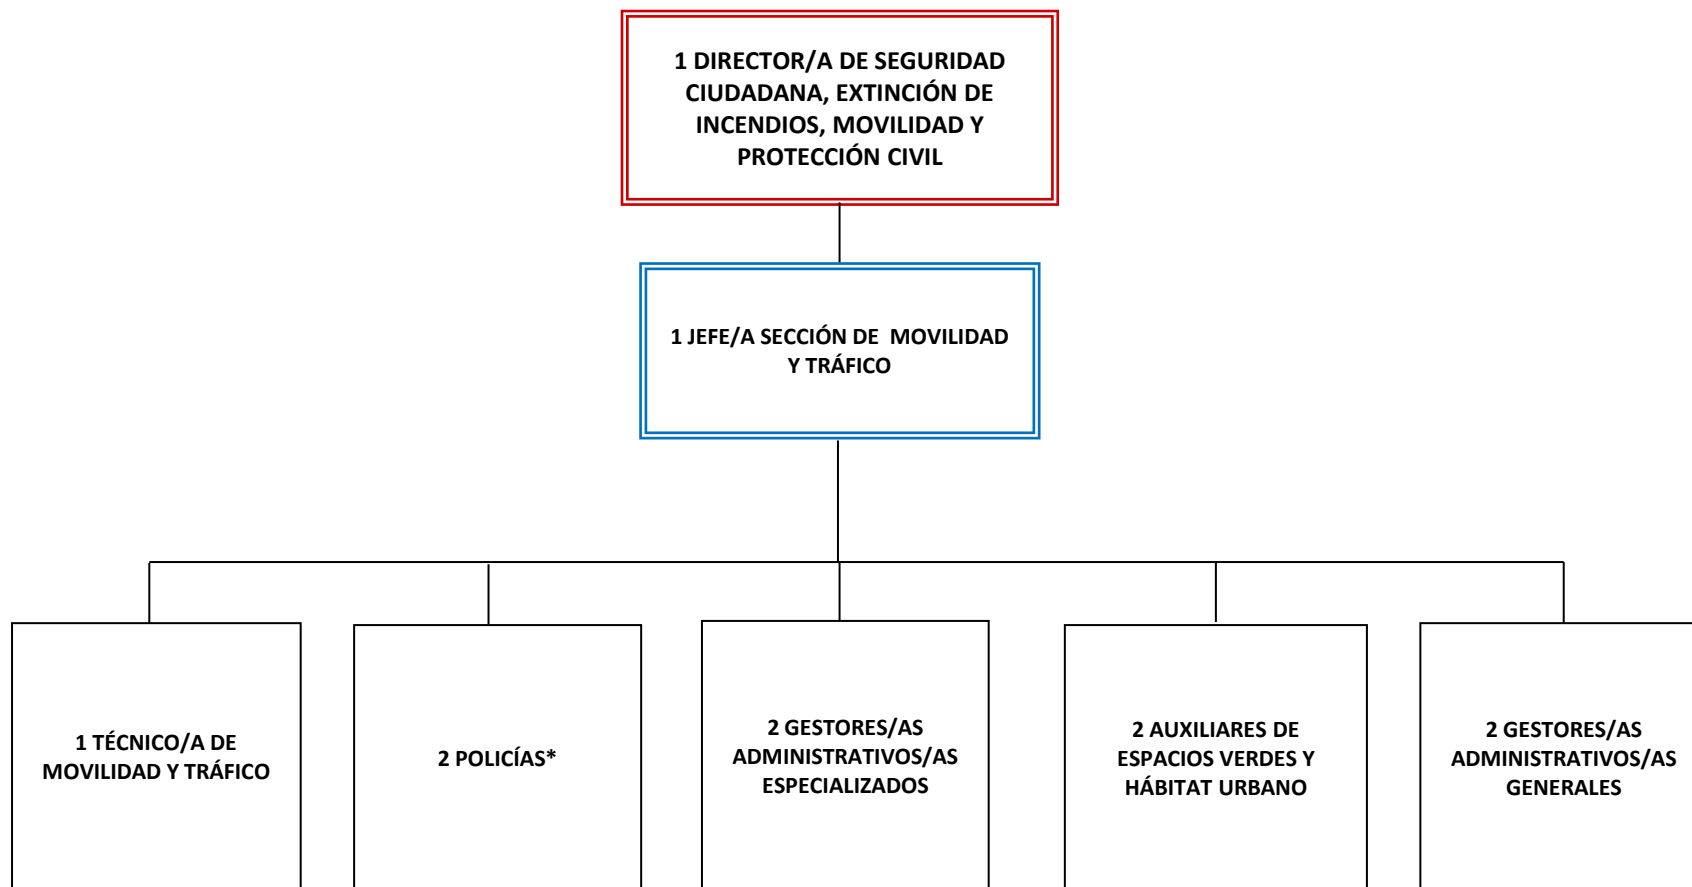 1 DIRECTOR/A DE SEGURIDAD
CIUDADANA, EXTINCIÓN DE
INCENDIOS, MOVILIDAD Y
PROTECCIÓN CIVIL
1 JEFE/A SECCIÓN DE MOVILIDAD
Y TRÁFICO
1 TÉCNICO/A DE
MOVILIDAD Y TRÁFICO
2 POLICÍAS*
2 GESTORES/AS
ADMINISTRATIVOS/AS
ESPECIALIZADOS
2 AUXILIARES DE
ESPACIOS VERDES Y
HÁBITAT URBANO
2 GESTORES/AS
ADMINISTRATIVOS/AS
GENERALES